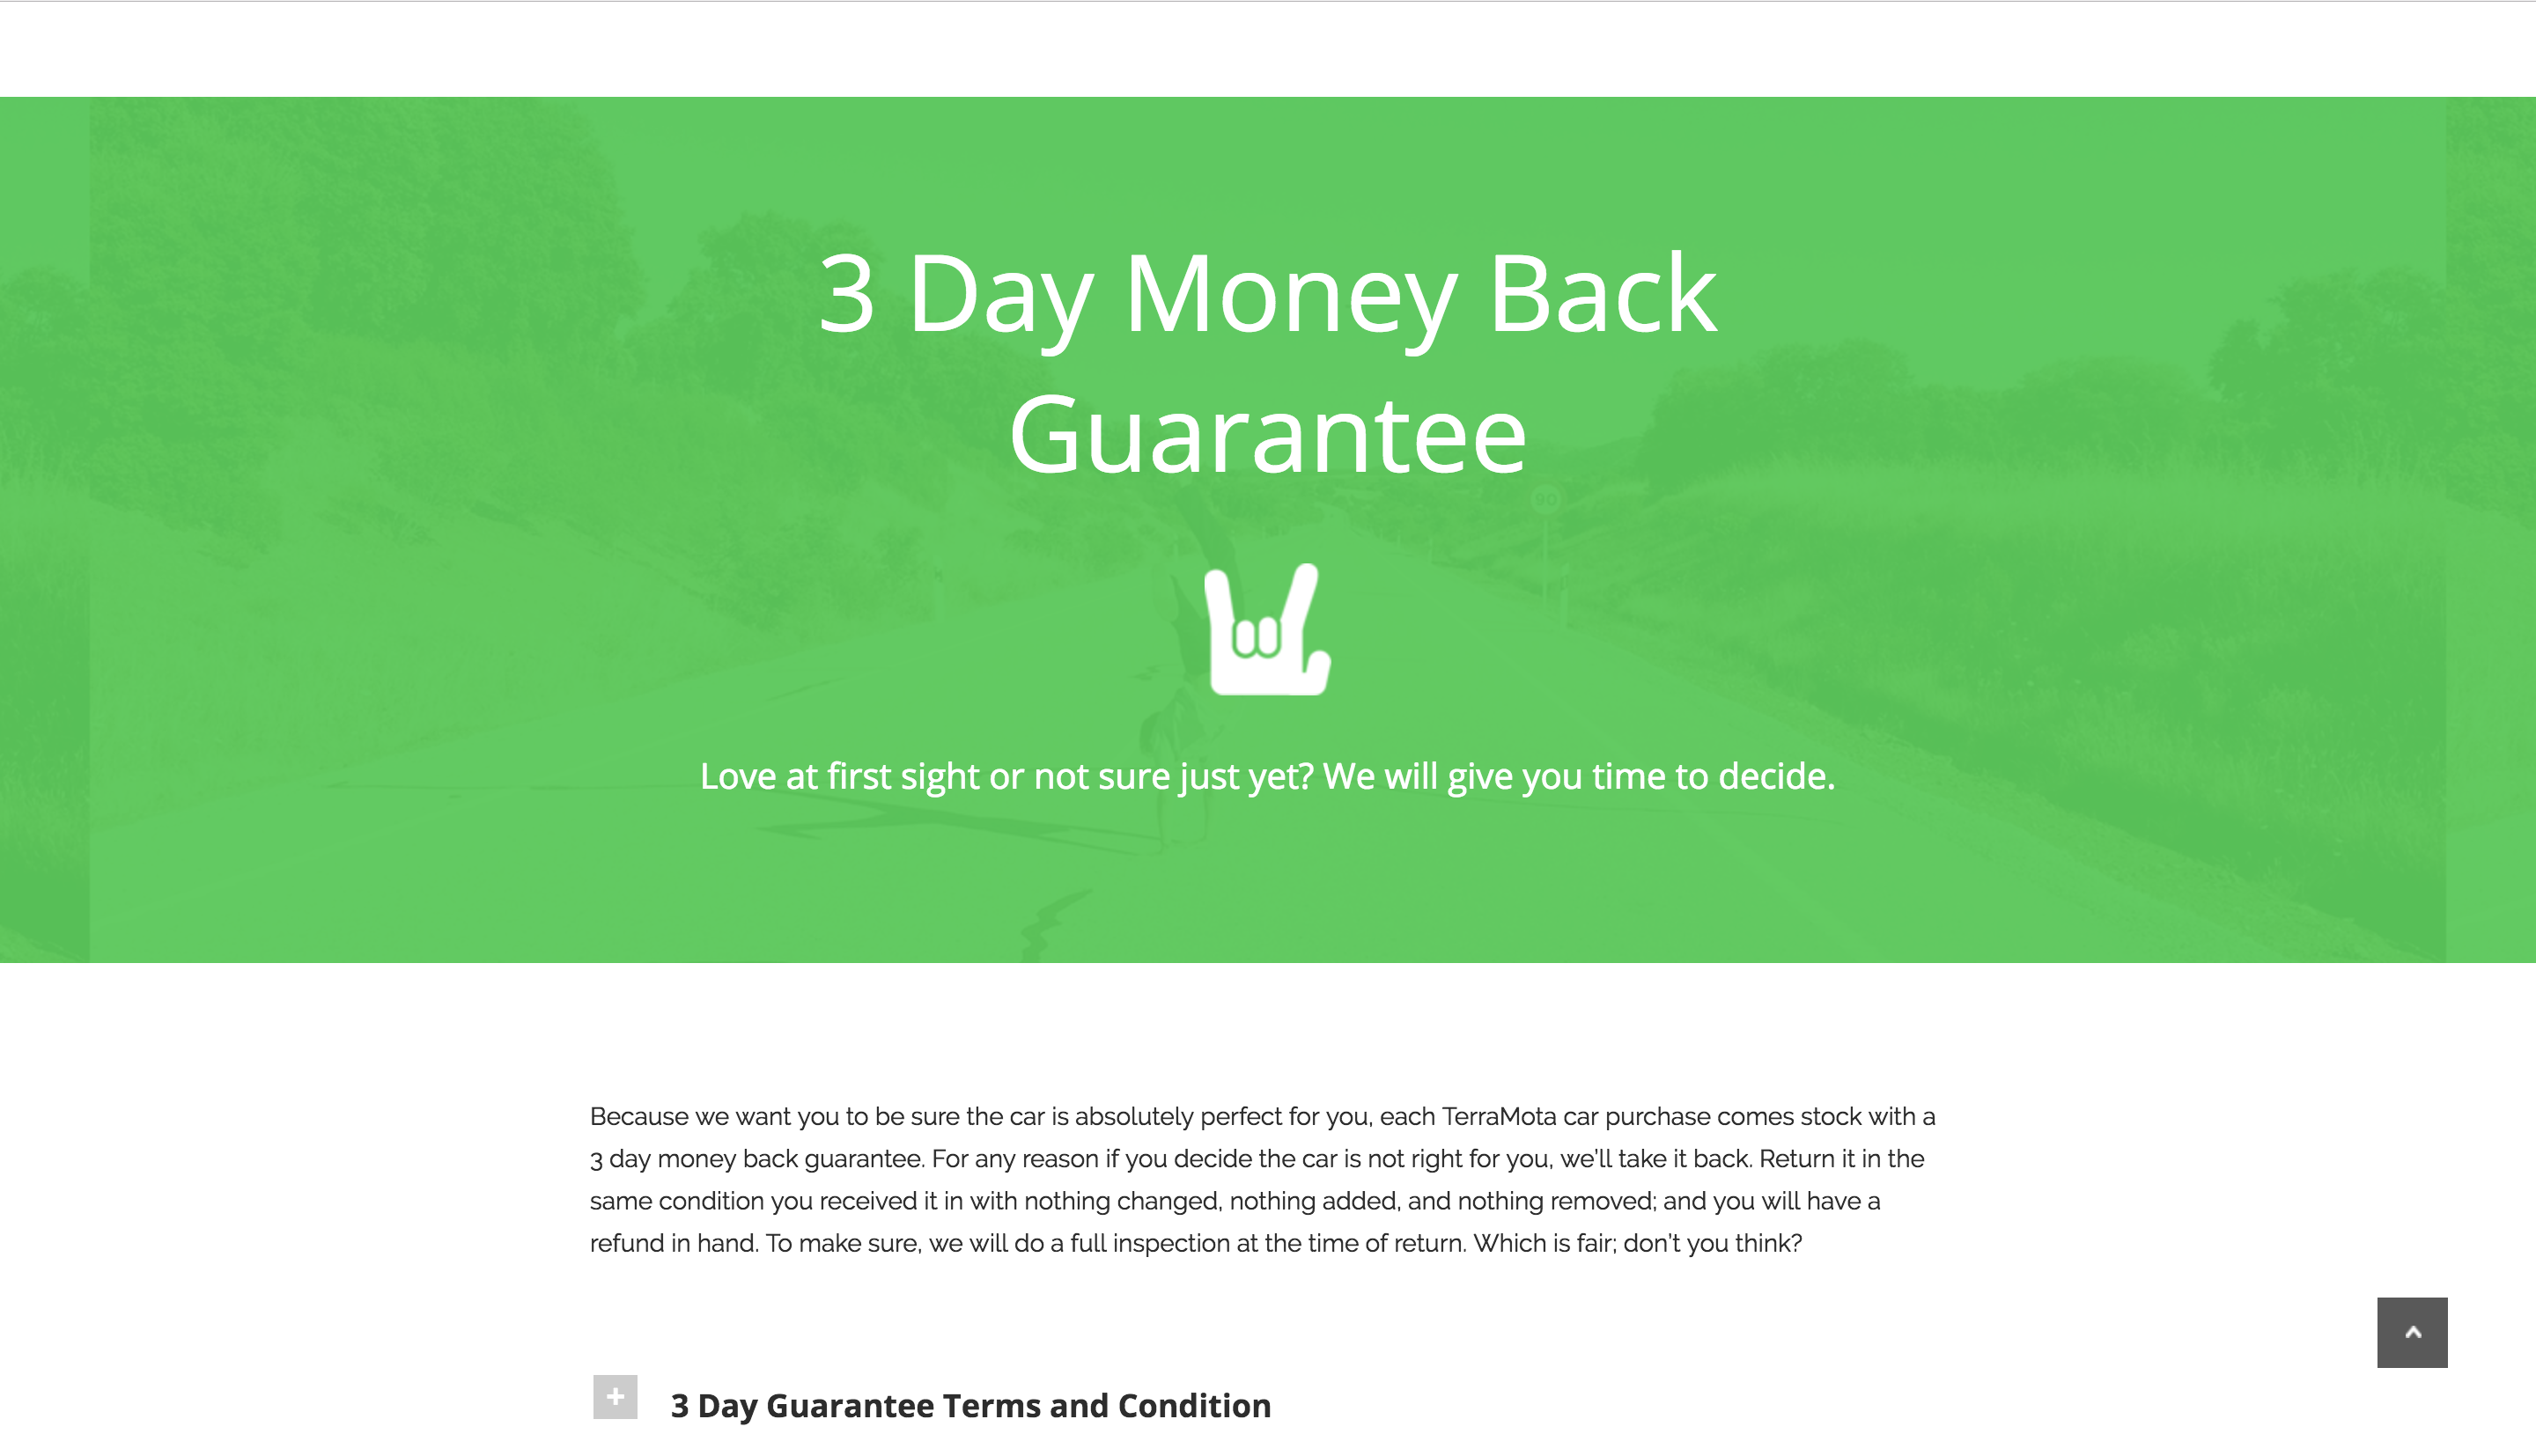 3 Day Money Back
Guarantee
90
Love at first sight or not sure just yet? We will give you time to decide.
Because we want you to be sure the car is absolutely perfect for you, each TerraMota car purchase comes stock with a
3 day money back guarantee. For any reason if you decide the car is not right for you, we'll take it back. Return it in the
same condition you received it in with nothing changed, nothing added, and nothing removed; and you will have a
refund in hand. To make sure, we will do a full inspection at the time of return. Which is fair; don't you think?
3 Day Guarantee Terms and Condition